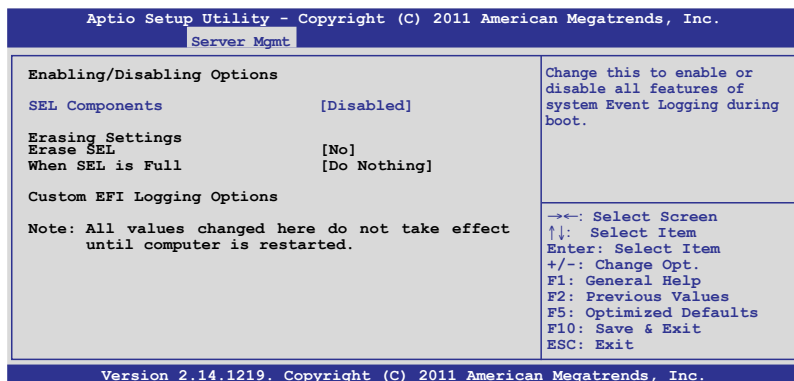 Aptio Setup Utility - Copyright (C) 2011 American Megatrends, Inc.
Server Mgmt
Enabling/Disabling Options
SEL Components [Disabled]
Erasing Settings
Erase SEL [No]
When SEL is Full [Do Nothing]
Custom EFI Logging Options
Note: All values changed here do not take effect
until computer is restarted.
Change this to enable or
disable all features of
system Event Logging during
boot.
→←: Select Screen
↑↓: Select Item
Enter: Select Item
+/-: Change Opt.
F1: General Help
F2: Previous Values
F5: Optimized Defaults
F10: Save & Exit
ESC: Exit
Version 2.14.1219. Copyright (C) 2011 American Megatrends, Inc.